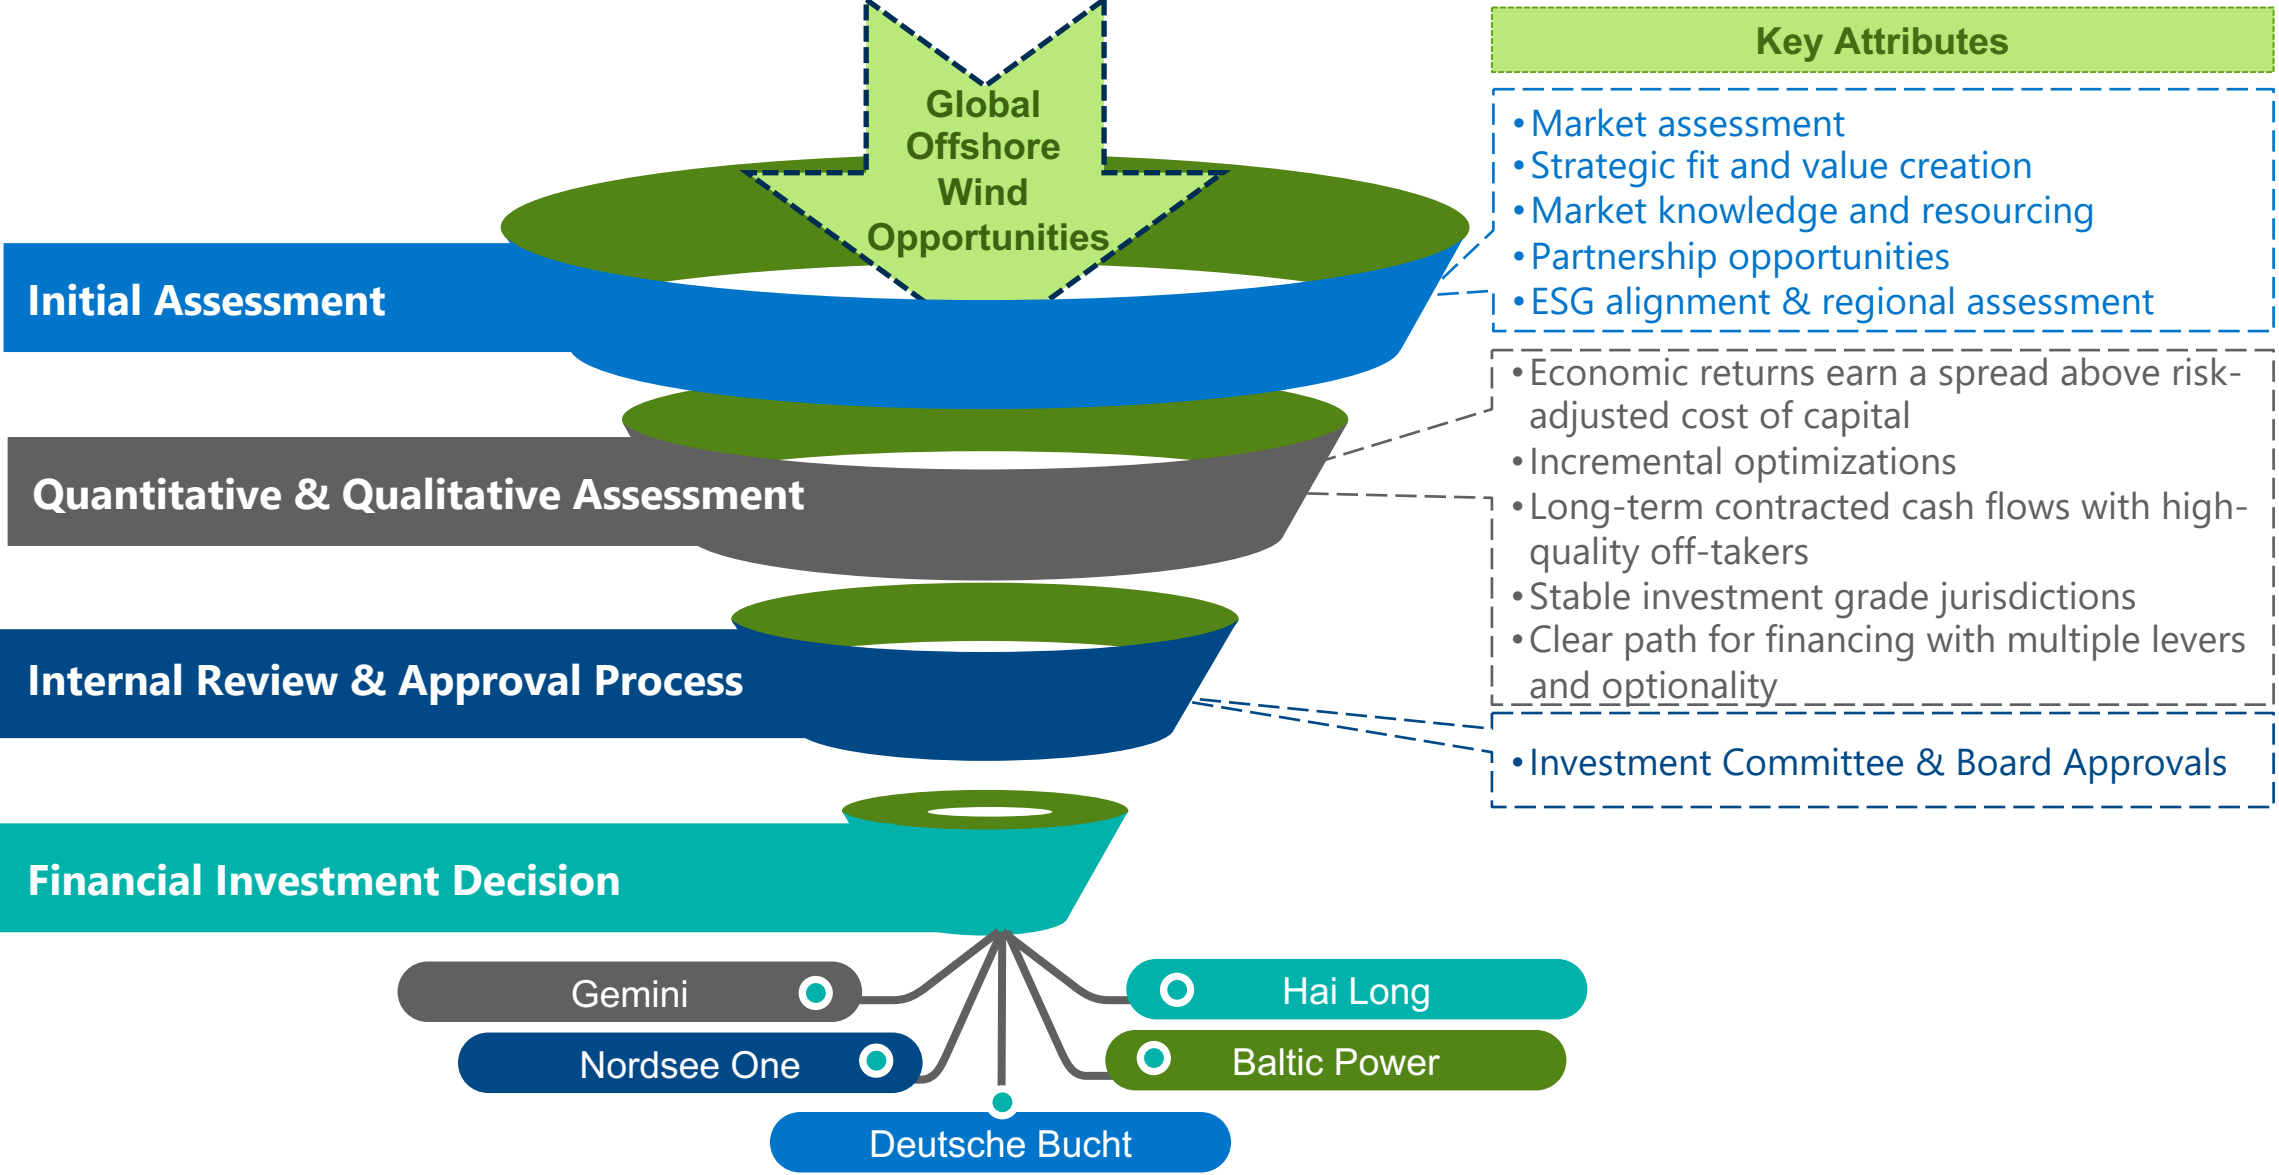 Global
Offshore
Wind
Opportunities
Initial Assessment
Quantitative & Qualitative Assessment
Internal Review & Approval Process
Financial Investment Decision
Key Attributes
•Market assessment
•Strategic fit and value creation
•Market knowledge and resourcing
•Partnership opportunities
•ESG alignment & regional assessment
•Economic returns earn a spread above risk-
adjusted cost of capital
•Incremental optimizations
•Long-term contracted cash flows with high-
quality off-takers
•Stable investment grade jurisdictions
•Clear path for financing with multiple levers
and optionality
•Investment Committee & Board Approvals
Gemini
Hai Long
Nordsee One
Baltic Power
Deutsche Bucht